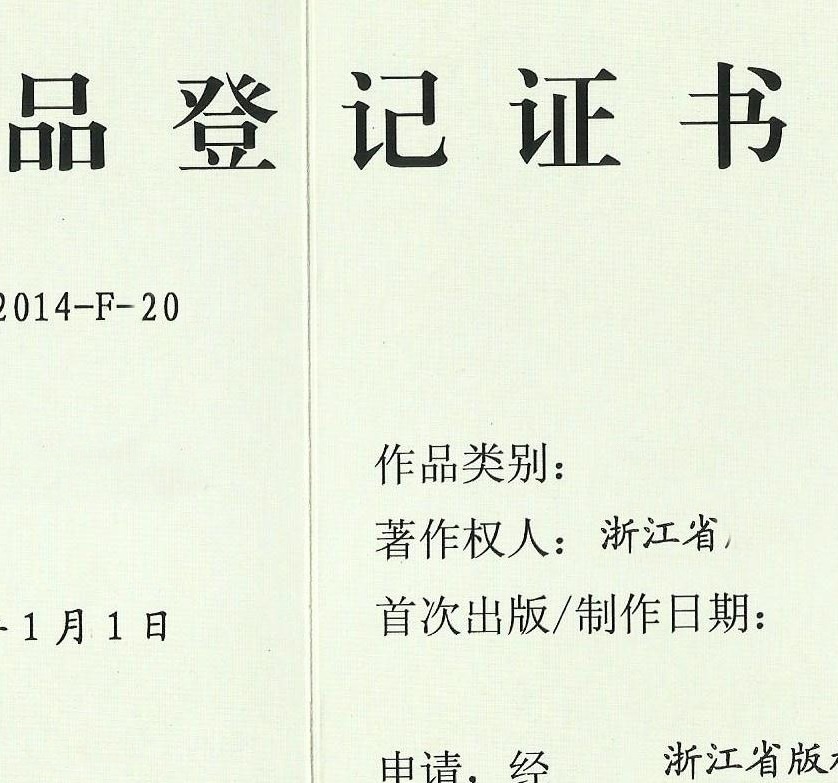 品登记证书
2014-F-20
作品类别：
著作权人：浙江省
首次出版/制作日期：
1月1日
申请，经 浙江省版